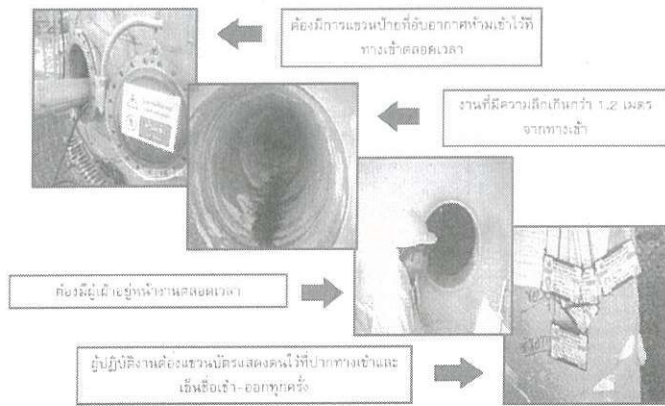 ต้องมีการแขวนป้ายที่อับอากาศห้ามเข้าไว้ที่
ทางเข้าตลอดเวลา
งานที่มีความลึกเกินกว่า 1.2 เมตร
จากทางเข้า
ต้องมีผู้เฝ้าอยู่หน้างานตลอดเวลา
ผู้ปฏิบัติงานต้องแขวนบัตรแสดงตนไว้ที่ปากทางเข้าและ
เซ็นชื่อเข้า-ออกทุกครั้ง